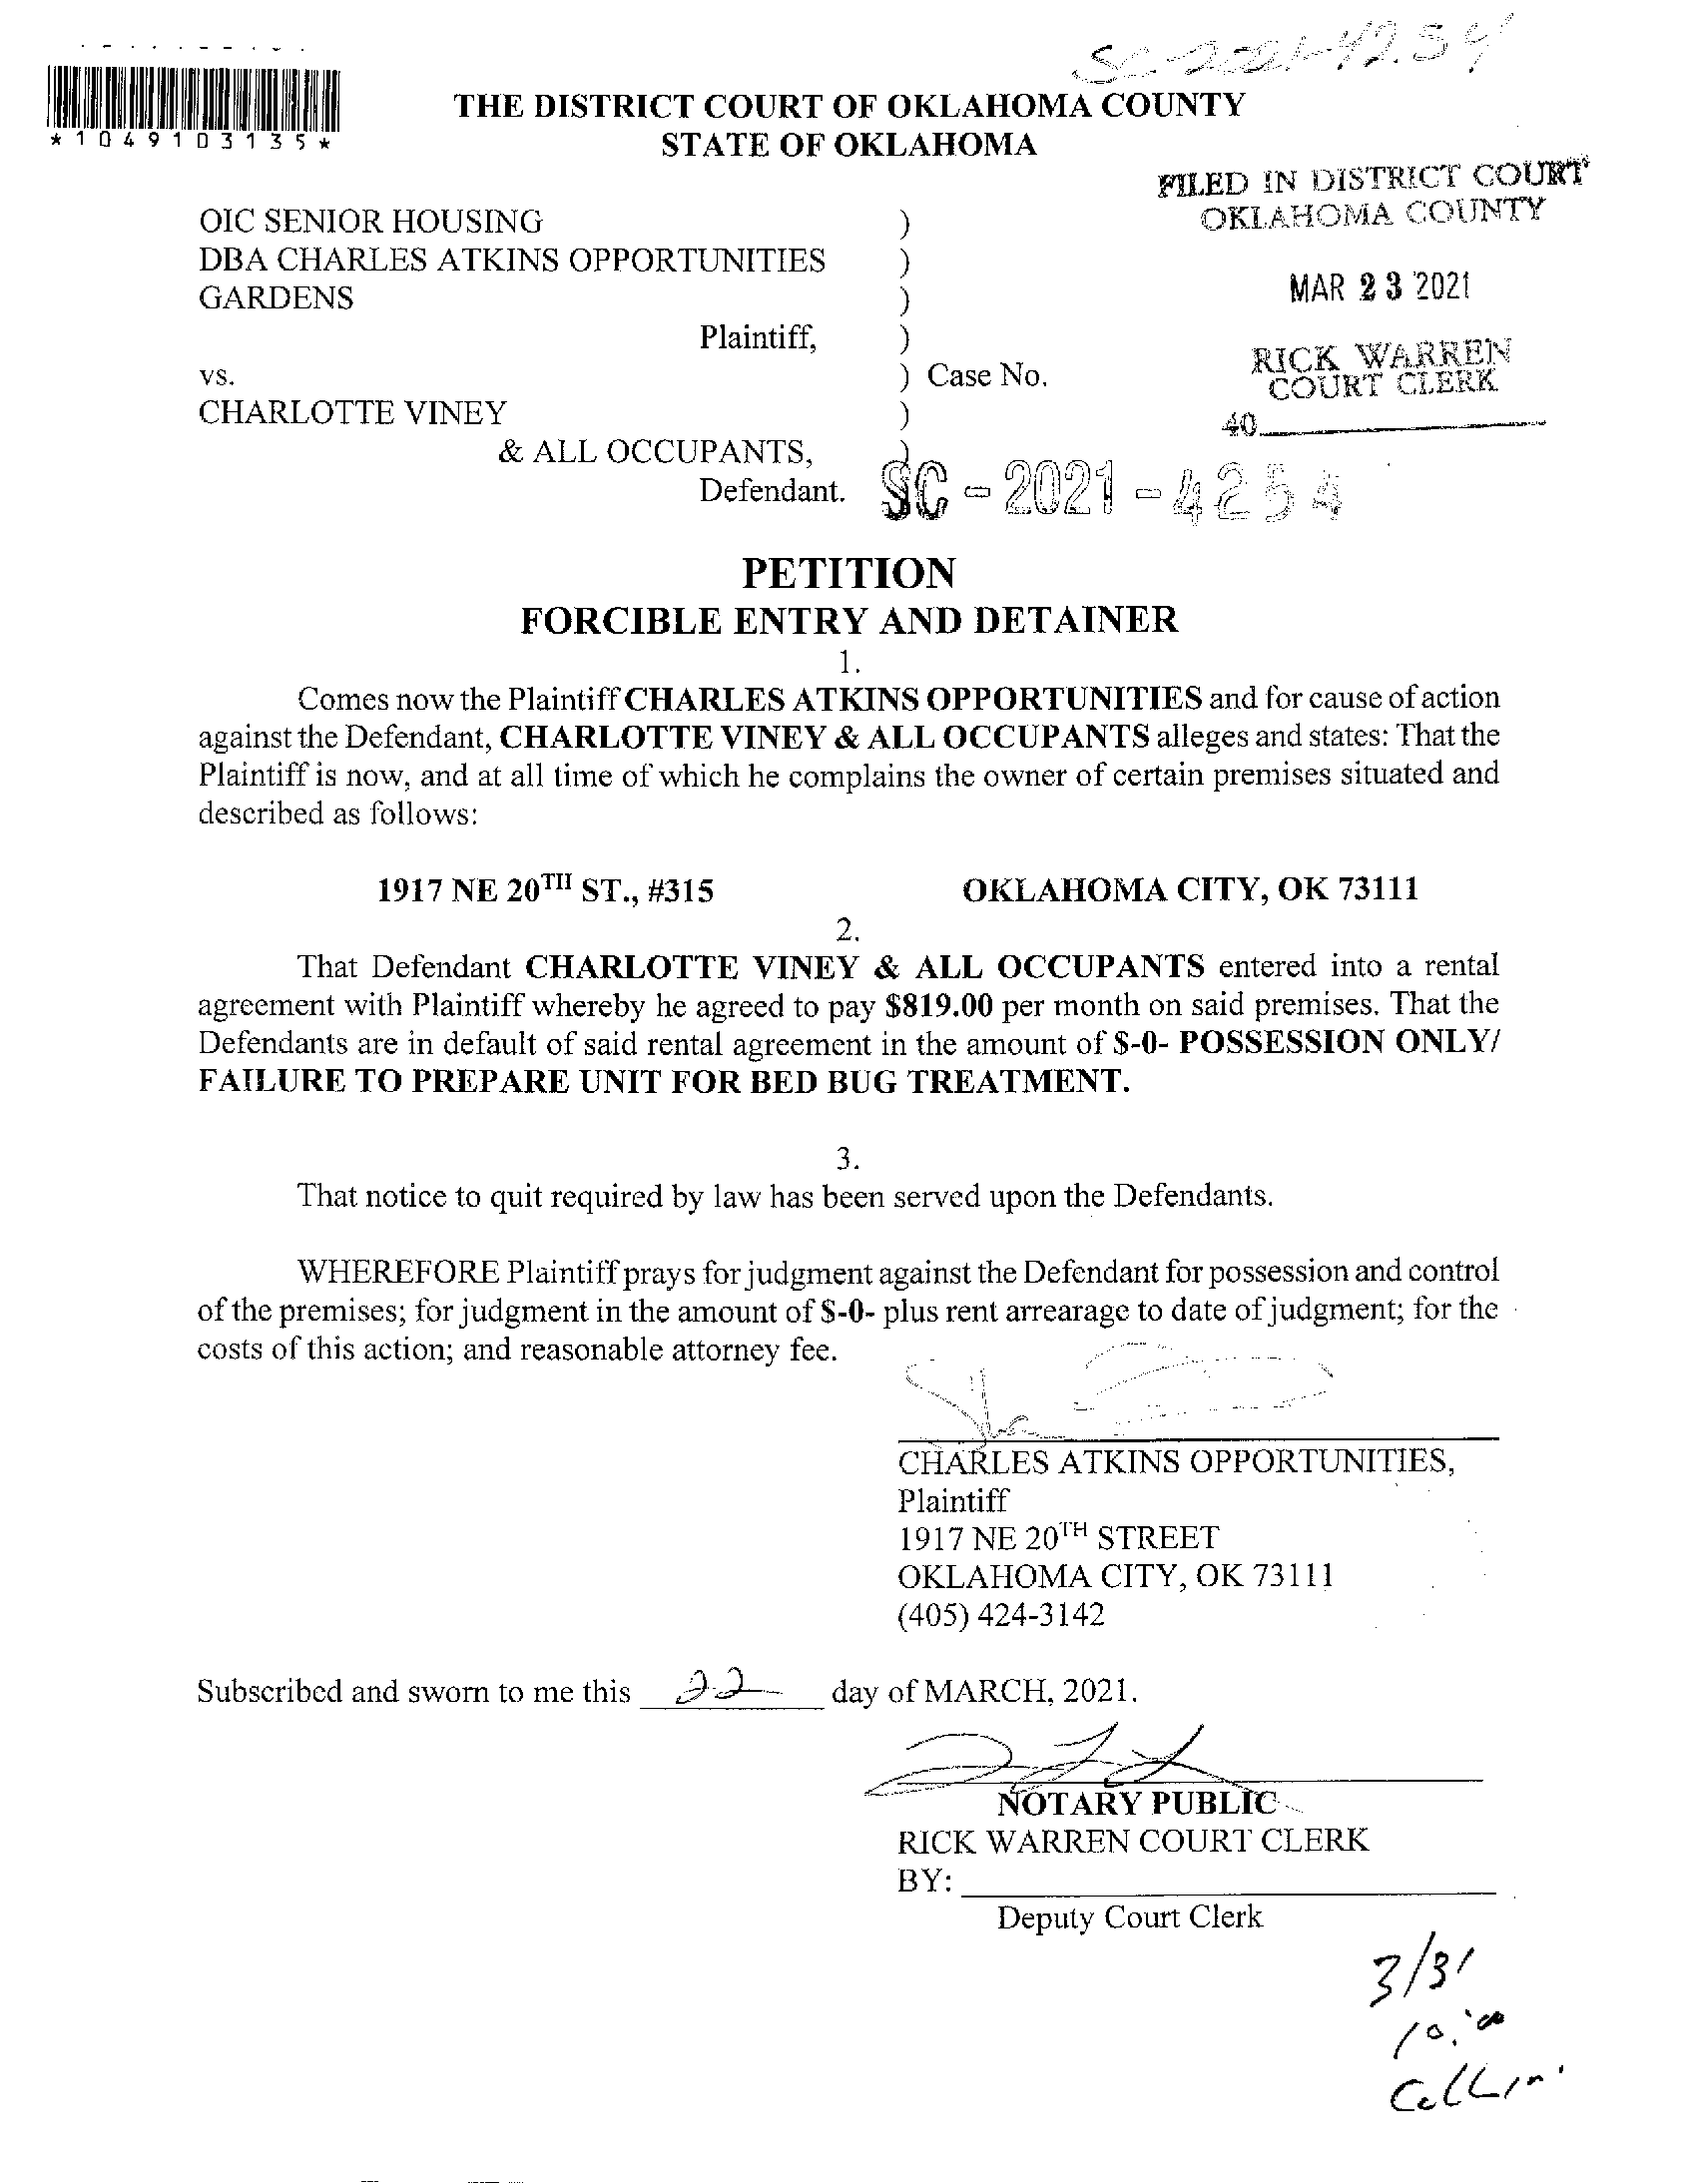 SC-2021-4254
*1049103135*
THE DISTRICT COURT OF OKLAHOMA COUNTY
STATE OF OKLAHOMA
FILED IN DISTRICT COURT
OKLAHOMA COUNTY
OIC SENIOR HOUSING )
DBA CHARLES ATKINS OPPORTUNITIES )
GARDENS )
MAR 23 2021
Plaintiff, )
RICK WARREN
COURT CLERK
vs. ) Case No.
CHARLOTTE VINEY )
40
& ALL OCCUPANTS, )
Defendant. SC - 2021 - 4254
PETITION
FORCIBLE ENTRY AND DETAINER
1.
Comes now the Plaintiff CHARLES ATKINS OPPORTUNITIES and for cause of action
against the Defendant, CHARLOTTE VINEY & ALL OCCUPANTS alleges and states: That the
Plaintiff is now, and at all time of which he complains the owner of certain premises situated and
described as follows:
1917 NE 20TH ST., #315 OKLAHOMA CITY, OK 73111
2.
That Defendant CHARLOTTE VINEY & ALL OCCUPANTS entered into a rental
agreement with Plaintiff whereby he agreed to pay $819.00 per month on said premises. That the
Defendants are in default of said rental agreement in the amount of $-0- POSSESSION ONLY/
FAILURE TO PREPARE UNIT FOR BED BUG TREATMENT.
3.
That notice to quit required by law has been served upon the Defendants.
WHEREFORE Plaintiff prays for judgment against the Defendant for possession and control
of the premises; for judgment in the amount of $-0- plus rent arrearage to date of judgment; for the
costs of this action; and reasonable attorney fee.
CHARLES ATKINS OPPORTUNITIES,
Plaintiff
1917 NE 20TH STREET
OKLAHOMA CITY, OK 73111
(405) 424-3142
Subscribed and sworn to me this 22 day of MARCH, 2021.
NOTARY PUBLIC
RICK WARREN COURT CLERK
BY:
Deputy Court Clerk
3/31
10:00